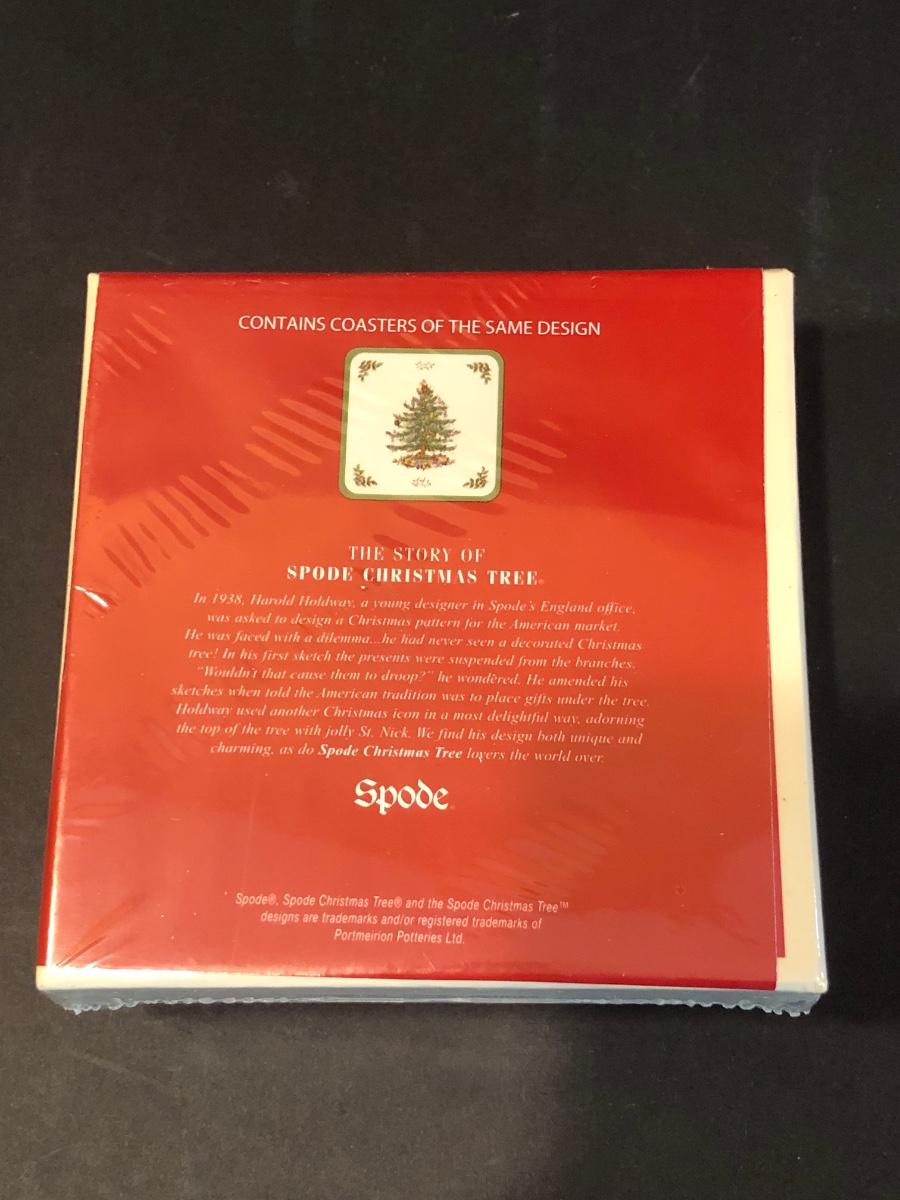 CONTAINS COASTERS OF THE SAME DESIGN
THE STORY OF
SPODE CHRISTMAS TREE®
In 1938, Harold Holdway, a young designer in Spode's England office,
was asked to design a Christmas pattern for the American market.
He was faced with a dilemma...he had never seen a decorated Christmas
tree! In his first sketch the presents were suspended from the branches.
"Wouldn't that cause them to droop?" he wondered. He amended his
sketches when told the American tradition was to place gifts under the tree.
Holdway used another Christmas icon in a most delightful way, adorning
the top of the tree with jolly St. Nick. We find his design both unique and
charming, as do Spode Christmas Tree lovers the world over.
Spode®
Spode®, Spode Christmas Tree® and the Spode Christmas Tree™
designs are trademarks and/or registered trademarks of
Portmeirion Potteries Ltd.